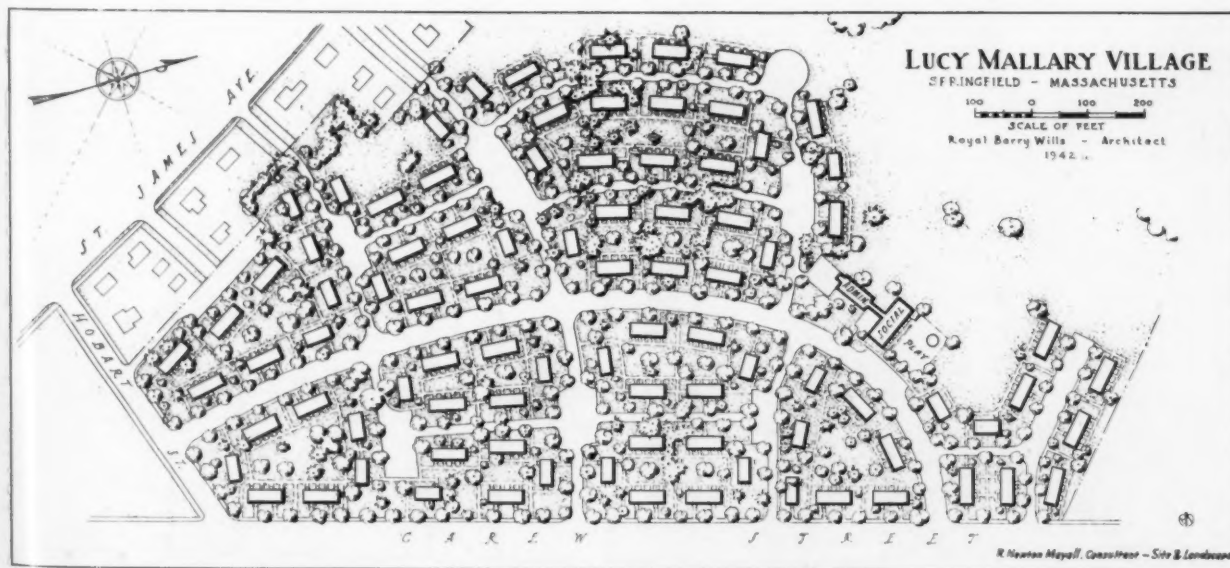 LUCY MALLARY VILLAGE
SPRINGFIELD - MASSACHUSETTS
100 0 100 200
SCALE OF FEET
Royal Barry Wills - Architect
1942
ST. JAMES AVE.
HOBART ST.
ADMIN
SOCIAL
PLAY
CAREW STREET
R. Newton Mayall, Consultant - Site & Landscape